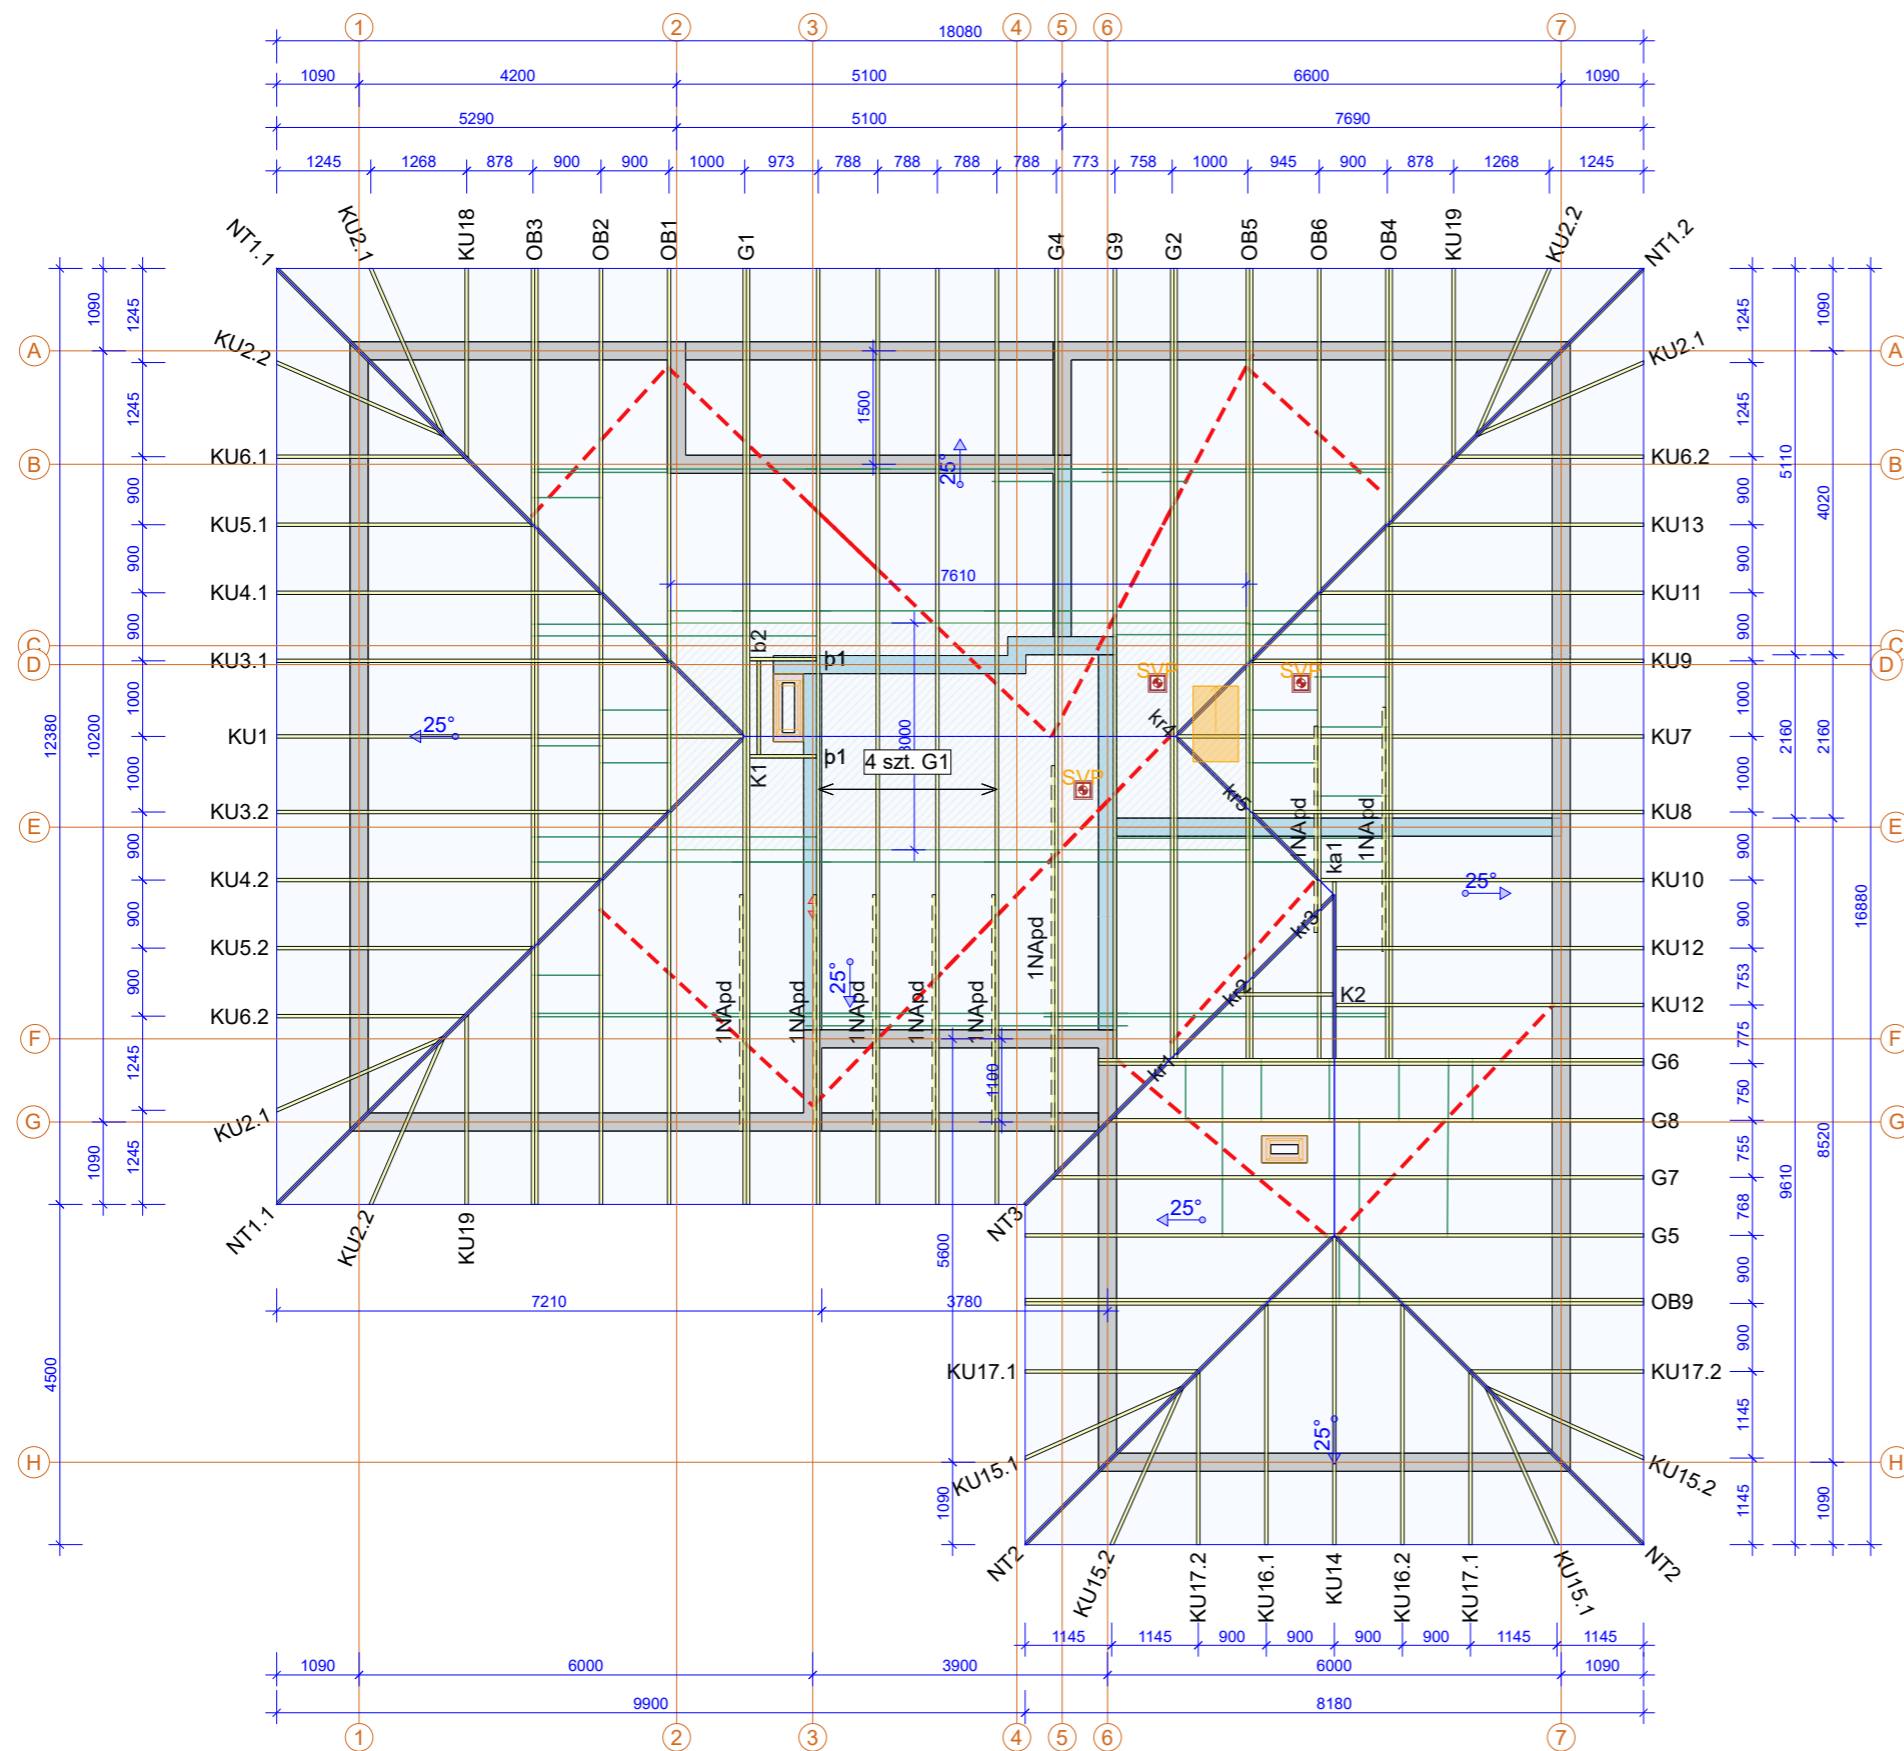 1 2 3 4 5 6 7
18080
1090 4200 5100 6600 1090
5290 5100 7690
1245 1268 878 900 900 1000 973 788 788 788 788 773 758 1000 945 900 878 1268 1245
NT1.1 KU2.1 KU18 OB3 OB2 OB1 G1 G4 G9 G2 OB5 OB6 OB4 KU19 KU2.2 NT1.2
A A
B B
C C
D D
E E
F F
G G
H H
12380 4500
1090 10200 1090
1245 1245 900 900 900 1000 1000 900 900 900 1245 1245
KU2.2
KU6.1
KU5.1
KU4.1
KU3.1
KU1
KU3.2
KU4.2
KU5.2
KU6.2
KU2.1
NT1.1 KU2.2 KU19 NT3
1500
25°
7610
3000
b2 b1
K1 b1
4 szt. G1
25°
SVP SVP
SVP
kr4
kr5
kr3
kr2
kr1
ka1
K2
1NApd 1NApd
1NApd
1NApd 1NApd 1NApd 1NApd 1NApd
25°
25°
1100
25°
25°
KU2.1
KU6.2
KU13
KU11
KU9
KU7
KU8
KU10
KU12
KU12
G6
G8
G7
G5
OB9
KU17.2
KU15.2
1245 1245 900 900 900 1000 1000 900 900 753 775 750 755 768 900 900 1145 1145
5110 2160 9610
1090 4020 2160 8520 1090
16880
5600
1090
7210 3780
KU17.1
KU15.1
NT2 KU15.2 KU17.2 KU16.1 KU14 KU16.2 KU17.1 KU15.1 NT2
1145 1145 900 900 900 900 1145 1145
1090 6000 3900 6000 1090
9900 8180
1 2 3 4 5 6 7